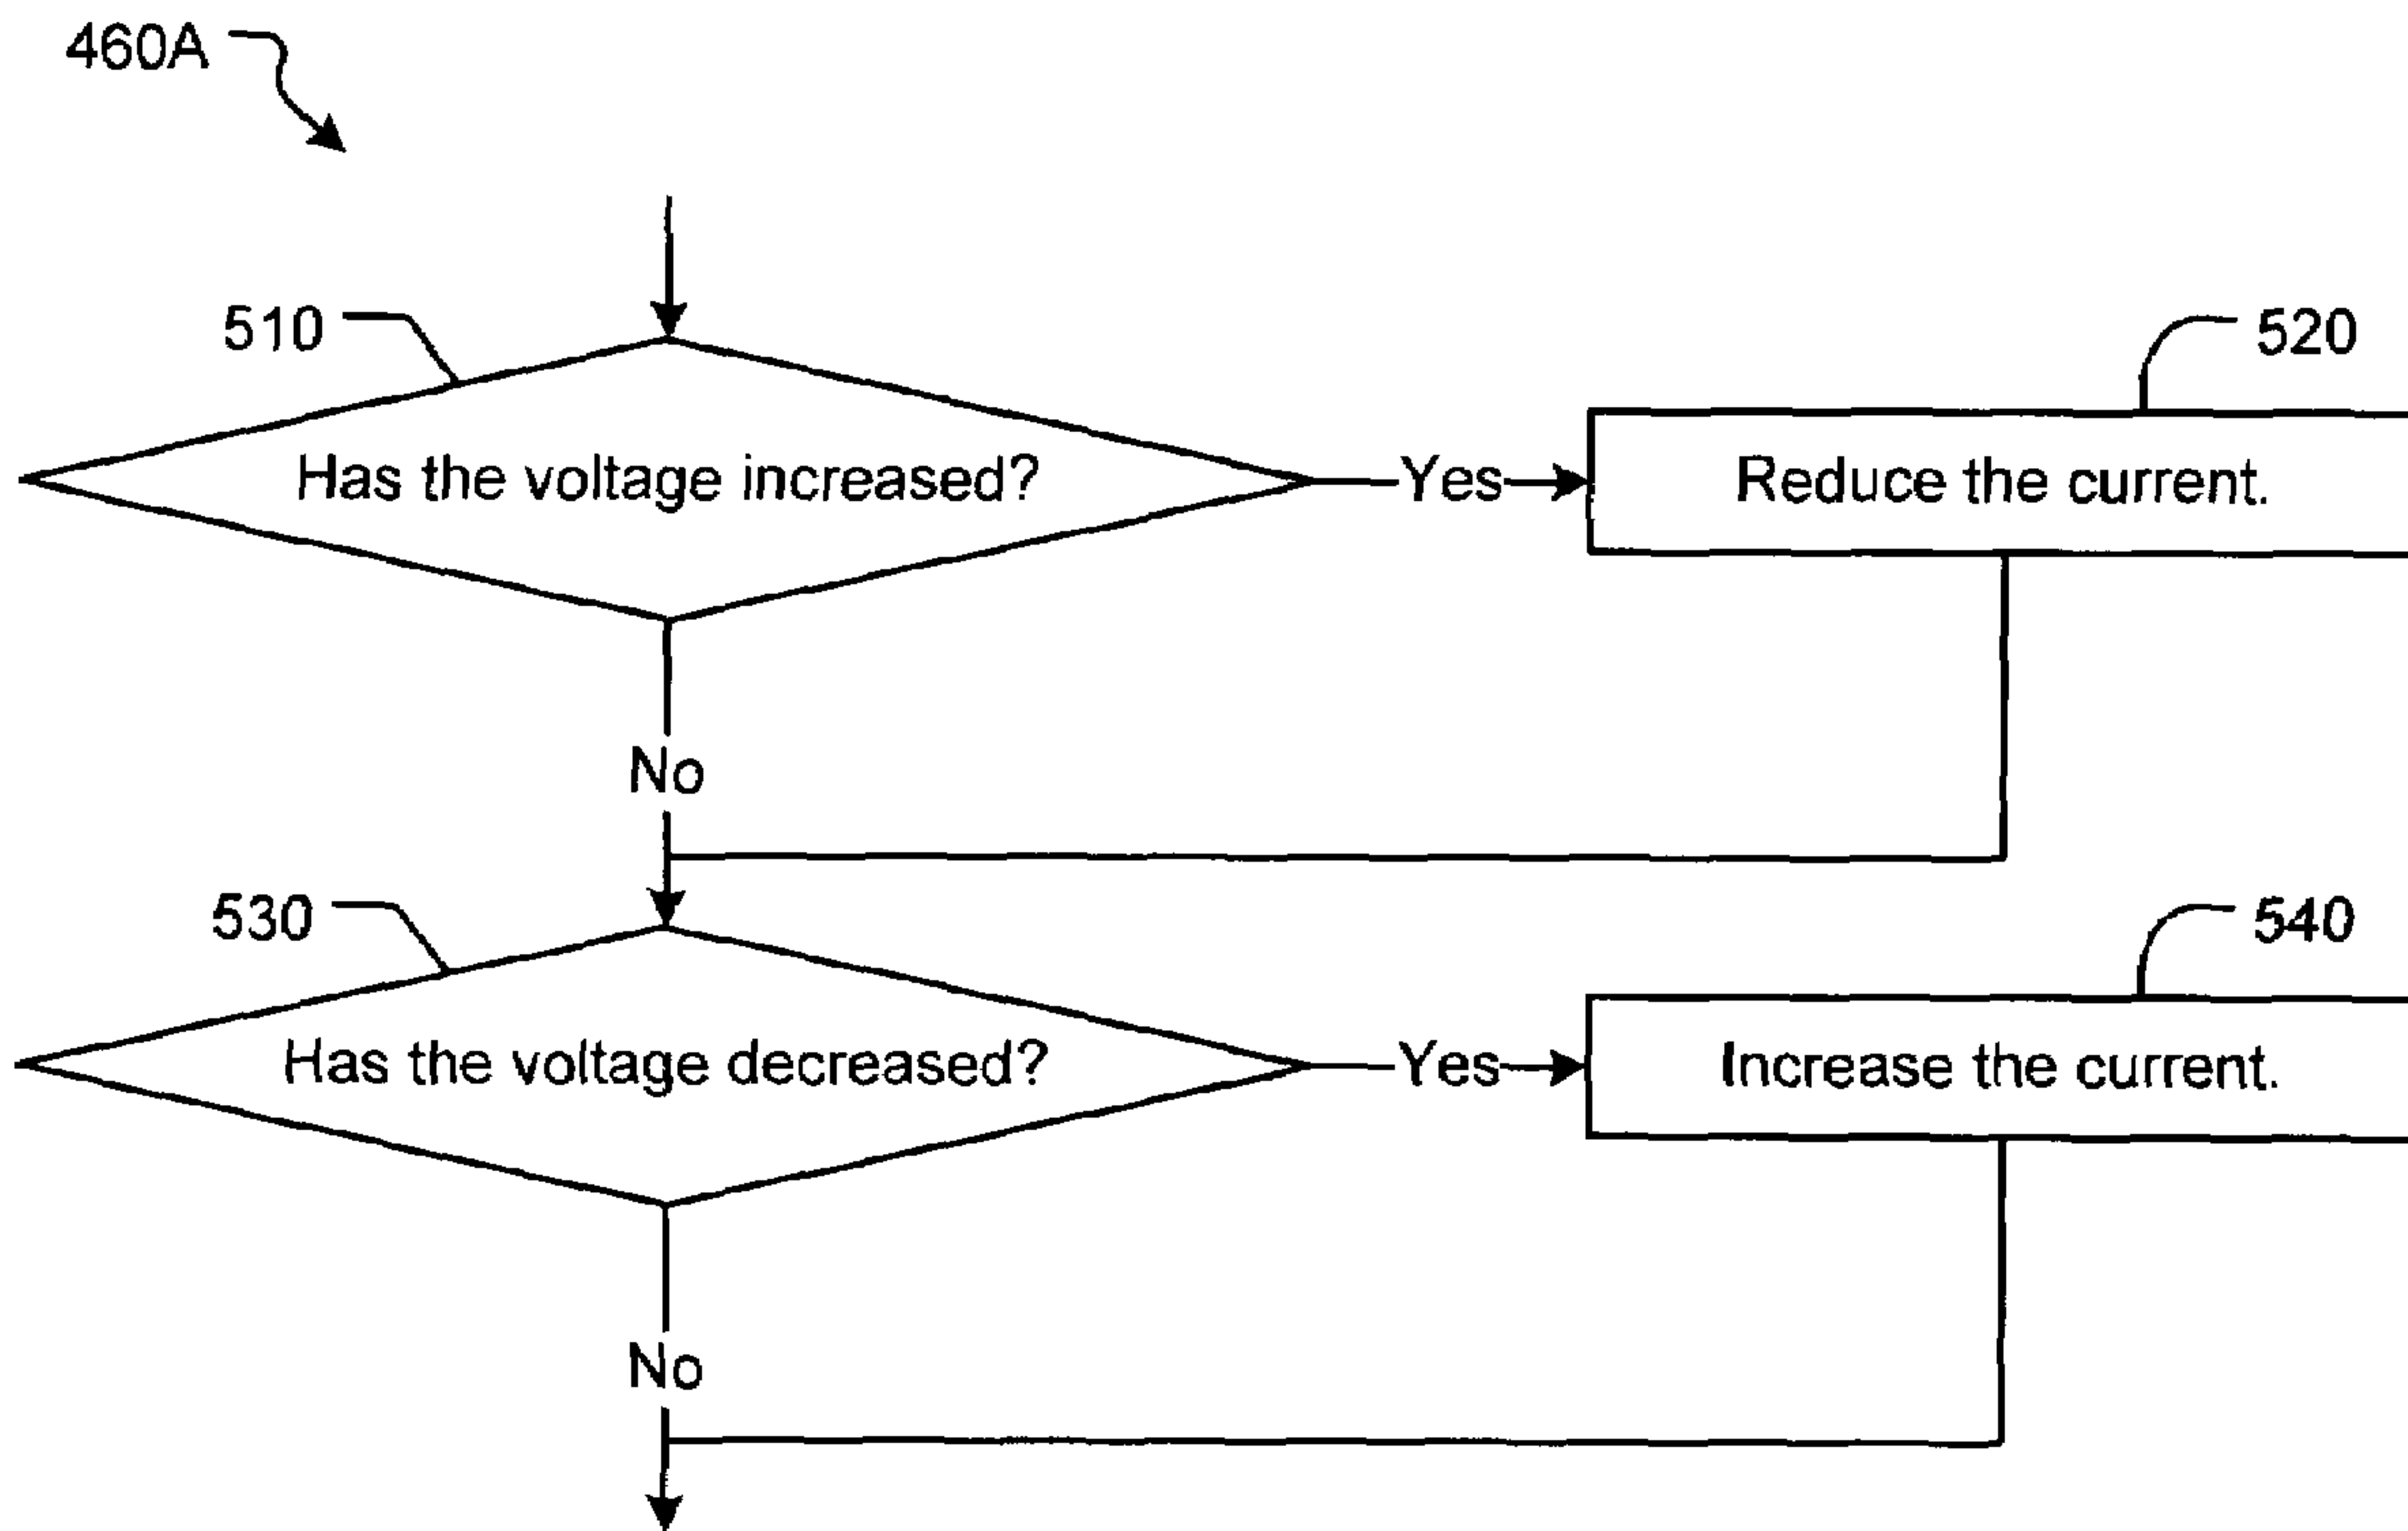 460A
510
520
Has the voltage increased?
Yes
Reduce the current.
No
530
540
Has the voltage decreased?
Yes
Increase the current.
No